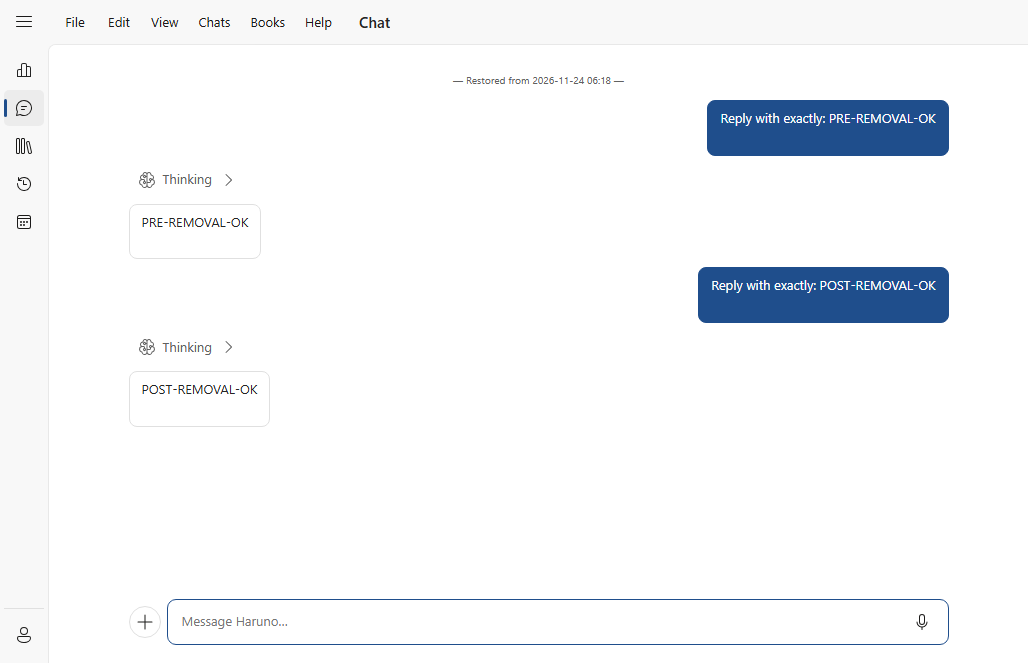 File Edit View Chats Books Help Chat
— Restored from 2026-11-24 06:18 —
Reply with exactly: PRE-REMOVAL-OK
Thinking
PRE-REMOVAL-OK
Reply with exactly: POST-REMOVAL-OK
Thinking
POST-REMOVAL-OK
Message Haruno...